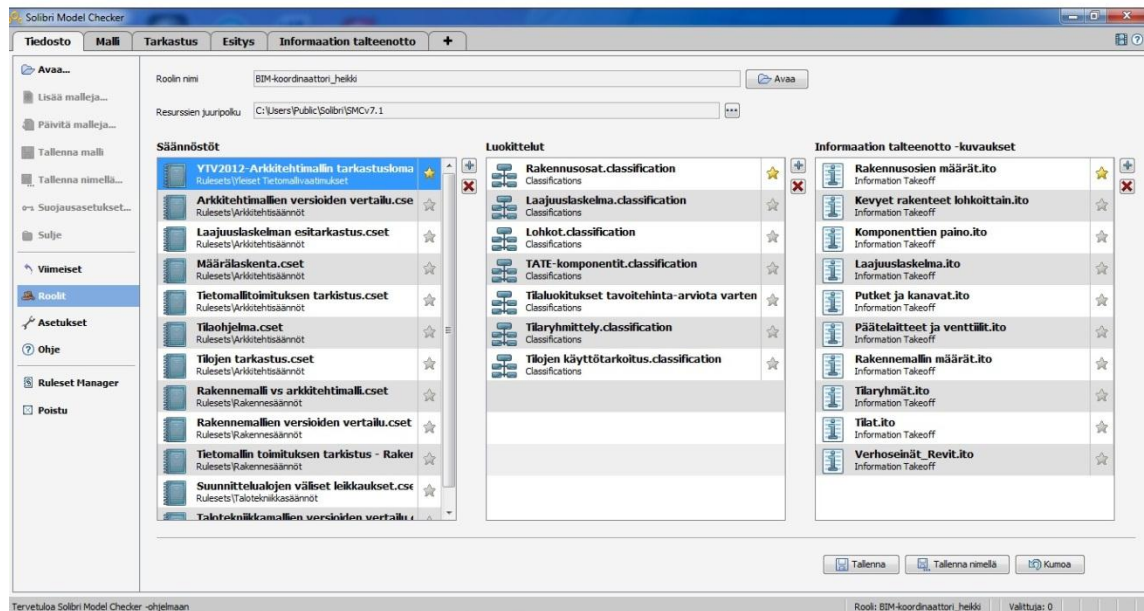 Solibri Model Checker
Tiedosto Malli Tarkastus Esitys Informaation talteenotto +
Avaa...
Lisää malleja...
Päivitä malleja...
Tallenna malli
Tallenna nimellä...
Suojausasetukset...
Sulje
Viimeiset
Roolit
Asetukset
Ohje
Ruleset Manager
Poistu
Roolin nimi BIM-koordinaattori_heikki Avaa
Resurssien juuripolku C:\Users\Public\Solibri\SMCv7.1 ...
Säännöstöt
YTV2012-Arkkitehtimallin tarkastusloma
Rulesets\Yleiset Tietomallivaatimukset
Arkkitehtimallien versioiden vertailu.cse
Rulesets\Arkkitehtisäännöt
Laajuuslaskelman esitarkastus.cset
Rulesets\Arkkitehtisäännöt
Määrälaskenta.cset
Rulesets\Arkkitehtisäännöt
Tietomallitoimituksen tarkistus.cset
Rulesets\Arkkitehtisäännöt
Tilaohjelma.cset
Rulesets\Arkkitehtisäännöt
Tilojen tarkastus.cset
Rulesets\Arkkitehtisäännöt
Rakennemalli vs arkkitehtimalli.cset
Rulesets\Rakennesäännöt
Rakennemallien versioiden vertailu.cset
Rulesets\Rakennesäännöt
Tietomallin toimituksen tarkistus - Raker
Rulesets\Rakennesäännöt
Suunnittelualojen väliset leikkaukset.cse
Rulesets\Talotekniikkasäännöt
Talotekniikkamallien versioiden vertailu.c
Luokittelut
Rakennusosat.classification
Classifications
Laajuuslaskelma.classification
Classifications
Lohkot.classification
Classifications
TATE-komponentit.classification
Classifications
Tilaluokitukset tavoitehinta-arviota varten
Classifications
Tilaryhmittely.classification
Classifications
Tilojen käyttötarkoitus.classification
Classifications
Informaation talteenotto -kuvaukset
Rakennusosien määrät.ito
Information Takeoff
Kevyet rakenteet lohkoittain.ito
Information Takeoff
Komponenttien paino.ito
Information Takeoff
Laajuuslaskelma.ito
Information Takeoff
Putket ja kanavat.ito
Information Takeoff
Päätelaitteet ja venttiilit.ito
Information Takeoff
Rakennemallin määrät.ito
Information Takeoff
Tilaryhmät.ito
Information Takeoff
Tilat.ito
Information Takeoff
Verhoseinät_Revit.ito
Information Takeoff
Tallenna Tallenna nimellä Kumoa
Tervetuloa Solibri Model Checker -ohjelmaan Rooli: BIM-koordinaattori_heikki Valittuja: 0